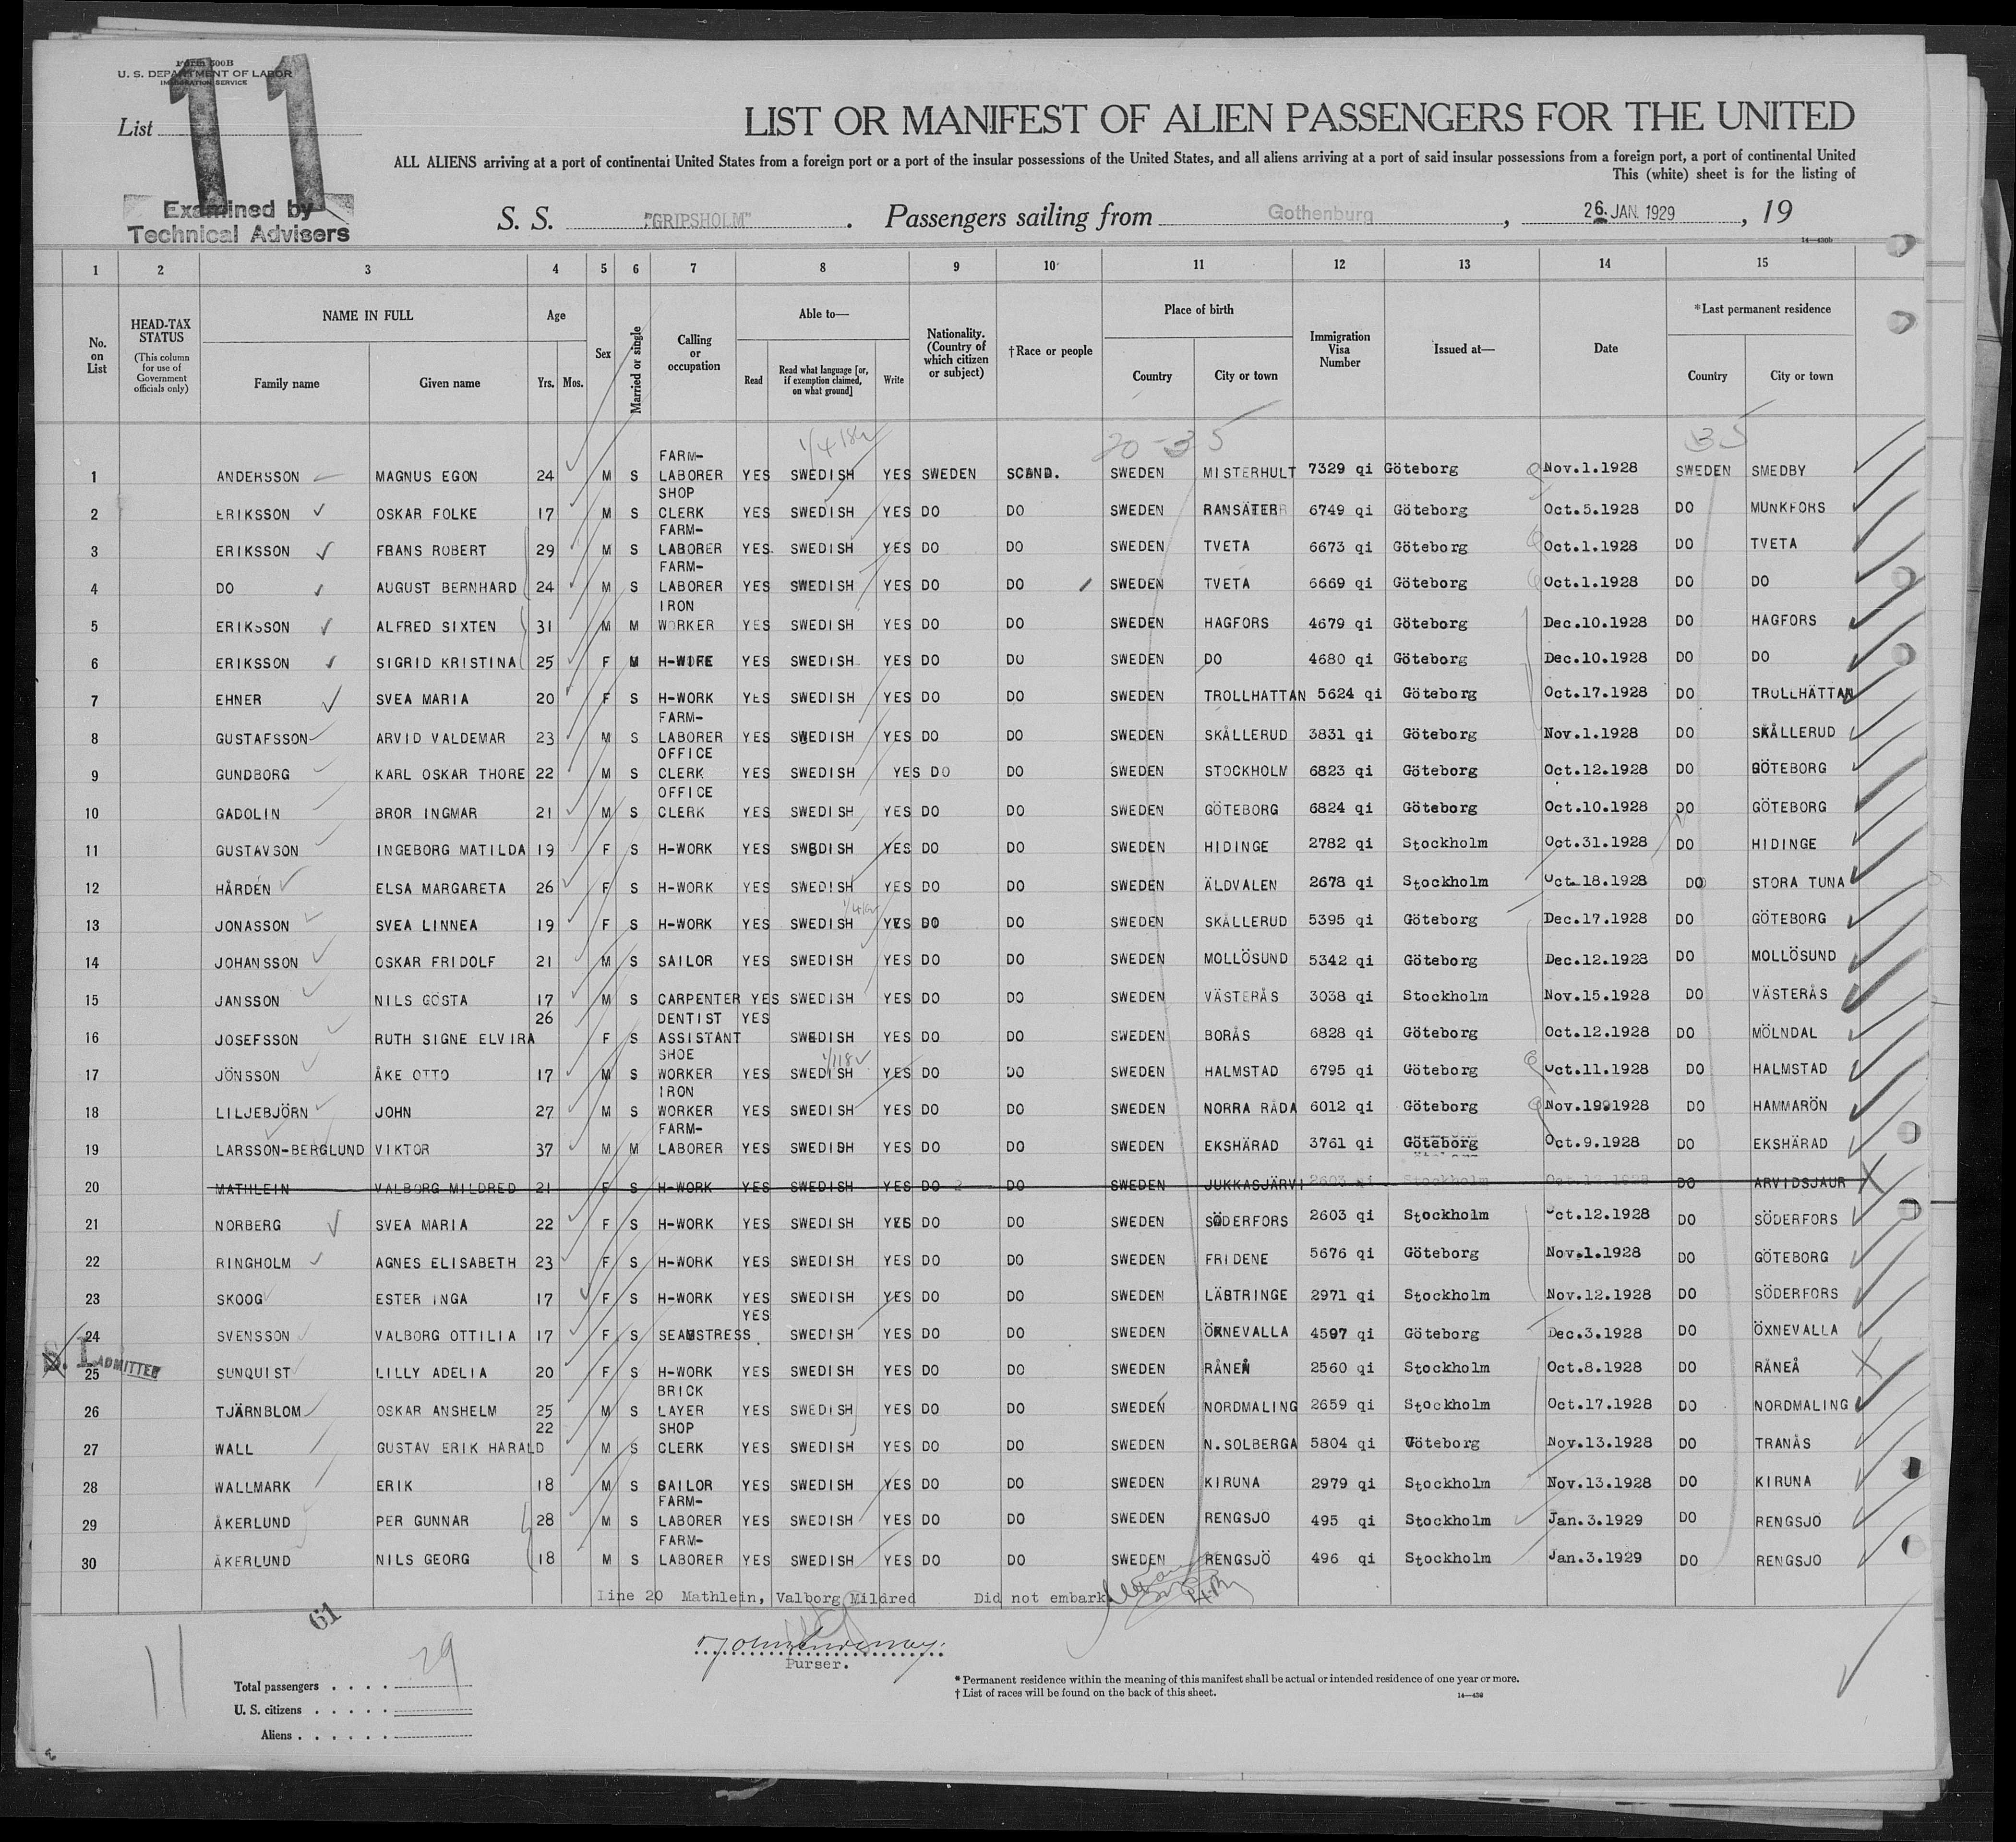 Form 500B
U. S. DEPARTMENT OF LABOR
IMMIGRATION SERVICE
List 11
Examined by
Technical Advisers
LIST OR MANIFEST OF ALIEN PASSENGERS FOR THE UNITED
ALL ALIENS arriving at a port of continental United States from a foreign port or a port of the insular possessions of the United States, and all aliens arriving at a port of said insular possessions from a foreign port, a port of continental United
This (white) sheet is for the listing of
S. S. "GRIPSHOLM". Passengers sailing from Gothenburg, 26. JAN. 1929, 19
14—430b
1 2 3 4 5 6 7 8 9 10 11 12 13 14 15
No. on List
HEAD-TAX STATUS (This column for use of Government officials only)
NAME IN FULL
Family name Given name
Age
Yrs. Mos.
Sex
Married or single
Calling or occupation
Able to—
Read Read what language [or, if exemption claimed, on what ground] Write
Nationality. (Country of which citizen or subject)
†Race or people
Place of birth
Country City or town
Immigration Visa Number
Issued at—
Date
*Last permanent residence
Country City or town
20-35 35
1 ANDERSSON MAGNUS EGON 24 M S FARM-LABORER YES SWEDISH YES SWEDEN SCAND. SWEDEN MISTERHULT 7329 qi Göteborg Nov.1.1928 SWEDEN SMEDBY
2 ERIKSSON OSKAR FOLKE 17 M S SHOP CLERK YES SWEDISH YES DO DO SWEDEN RANSÄTER 6749 qi Göteborg Oct.5.1928 DO MUNKFORS
3 ERIKSSON FRANS ROBERT 29 M S FARM-LABORER YES SWEDISH YES DO DO SWEDEN TVETA 6673 qi Göteborg Oct.1.1928 DO TVETA
4 DO AUGUST BERNHARD 24 M S FARM-LABORER YES SWEDISH YES DO DO SWEDEN TVETA 6669 qi Göteborg Oct.1.1928 DO DO
5 ERIKSSON ALFRED SIXTEN 31 M M IRON WORKER YES SWEDISH YES DO DO SWEDEN HAGFORS 4679 qi Göteborg Dec.10.1928 DO HAGFORS
6 ERIKSSON SIGRID KRISTINA 25 F M H-WIFE YES SWEDISH YES DO DO SWEDEN DO 4680 qi Göteborg Dec.10.1928 DO DO
7 EHNER SVEA MARIA 20 F S H-WORK YES SWEDISH YES DO DO SWEDEN TROLLHATTAN 5624 qi Göteborg Oct.17.1928 DO TROLLHÄTTAN
8 GUSTAFSSON ARVID VALDEMAR 23 M S FARM-LABORER YES SWEDISH YES DO DO SWEDEN SKÅLLERUD 3831 qi Göteborg Nov.1.1928 DO SKÅLLERUD
9 GUNDBORG KARL OSKAR THORE 22 M S OFFICE CLERK YES SWEDISH YES DO DO SWEDEN STOCKHOLM 6823 qi Göteborg Oct.12.1928 DO GÖTEBORG
10 GADOLIN BROR INGMAR 21 M S OFFICE CLERK YES SWEDISH YES DO DO SWEDEN GÖTEBORG 6824 qi Göteborg Oct.10.1928 DO GÖTEBORG
11 GUSTAVSON INGEBORG MATILDA 19 F S H-WORK YES SWEDISH YES DO DO SWEDEN HIDINGE 2782 qi Stockholm Oct.31.1928 DO HIDINGE
12 HÅRDÉN ELSA MARGARETA 26 F S H-WORK YES SWEDISH YES DO DO SWEDEN ÄLDVALEN 2678 qi Stockholm Oct.18.1928 DO STORA TUNA
13 JONASSON SVEA LINNEA 19 F S H-WORK YES SWEDISH YES DO DO SWEDEN SKÅLLERUD 5395 qi Göteborg Dec.17.1928 DO GÖTEBORG
14 JOHANSSON OSKAR FRIDOLF 21 M S SAILOR YES SWEDISH YES DO DO SWEDEN MOLLÖSUND 5342 qi Göteborg Dec.12.1928 DO MOLLÖSUND
15 JANSSON NILS GÖSTA 17 M S CARPENTER YES SWEDISH YES DO DO SWEDEN VÄSTERÅS 3038 qi Stockholm Nov.15.1928 DO VÄSTERÅS
16 JOSEFSSON RUTH SIGNE ELVIRA 26 F S DENTIST ASSISTANT YES SWEDISH YES DO DO SWEDEN BORÅS 6828 qi Göteborg Oct.12.1928 DO MÖLNDAL
17 JÖNSSON ÅKE OTTO 17 M S SHOE WORKER YES SWEDISH YES DO DO SWEDEN HALMSTAD 6795 qi Göteborg Oct.11.1928 DO HALMSTAD
18 LILJEBJÖRN JOHN 27 M S IRON WORKER YES SWEDISH YES DO DO SWEDEN NORRA RÅDA 6012 qi Göteborg Nov.19.1928 DO HAMMARÖN
19 LARSSON-BERGLUND VIKTOR 37 M M FARM-LABORER YES SWEDISH YES DO DO SWEDEN EKSHÄRAD 3761 qi Göteborg Oct.9.1928 DO EKSHÄRAD
20 MATHLEIN VALBORG MILDRED 21 F S H-WORK YES SWEDISH YES DO DO SWEDEN JUKKASJÄRVI 2603 qi Stockholm Oct.12.1928 DO ARVIDSJAUR
21 NORBERG SVEA MARIA 22 F S H-WORK YES SWEDISH YES DO DO SWEDEN SÖDERFORS 2603 qi Stockholm Oct.12.1928 DO SÖDERFORS
22 RINGHOLM AGNES ELISABETH 23 F S H-WORK YES SWEDISH YES DO DO SWEDEN FRIDENE 5676 qi Göteborg Nov.1.1928 DO GÖTEBORG
23 SKOOG ESTER INGA 17 F S H-WORK YES SWEDISH YES DO DO SWEDEN LÄSTRINGE 2971 qi Stockholm Nov.12.1928 DO SÖDERFORS
24 SVENSSON VALBORG OTTILIA 17 F S SEAMSTRESS YES SWEDISH YES DO DO SWEDEN ÖXNEVALLA 4597 qi Göteborg Dec.3.1928 DO ÖXNEVALLA
S. I. ADMITTED
25 SUNQUIST LILLY ADELIA 20 F S H-WORK YES SWEDISH YES DO DO SWEDEN RÅNEÅ 2560 qi Stockholm Oct.8.1928 DO RÅNEÅ
26 TJÄRNBLOM OSKAR ANSHELM 25 M S BRICK LAYER YES SWEDISH YES DO DO SWEDEN NORDMALING 2659 qi Stockholm Oct.17.1928 DO NORDMALING
27 WALL GUSTAV ERIK HARALD 22 M S SHOP CLERK YES SWEDISH YES DO DO SWEDEN N.SOLBERGA 5804 qi Göteborg Nov.13.1928 DO TRANÅS
28 WALLMARK ERIK 18 M S SAILOR YES SWEDISH YES DO DO SWEDEN KIRUNA 2979 qi Stockholm Nov.13.1928 DO KIRUNA
29 ÅKERLUND PER GUNNAR 28 M S FARM-LABORER YES SWEDISH YES DO DO SWEDEN RENGSJO 495 qi Stockholm Jan.3.1929 DO RENGSJO
30 ÅKERLUND NILS GEORG 18 M S FARM-LABORER YES SWEDISH YES DO DO SWEDEN RENGSJÖ 496 qi Stockholm Jan.3.1929 DO RENGSJO
Line 20 Mathlein, Valborg Mildred Did not embark.
61
11
Purser.
Total passengers 29
U. S. citizens
Aliens
* Permanent residence within the meaning of this manifest shall be actual or intended residence of one year or more.
† List of races will be found on the back of this sheet.
14—430